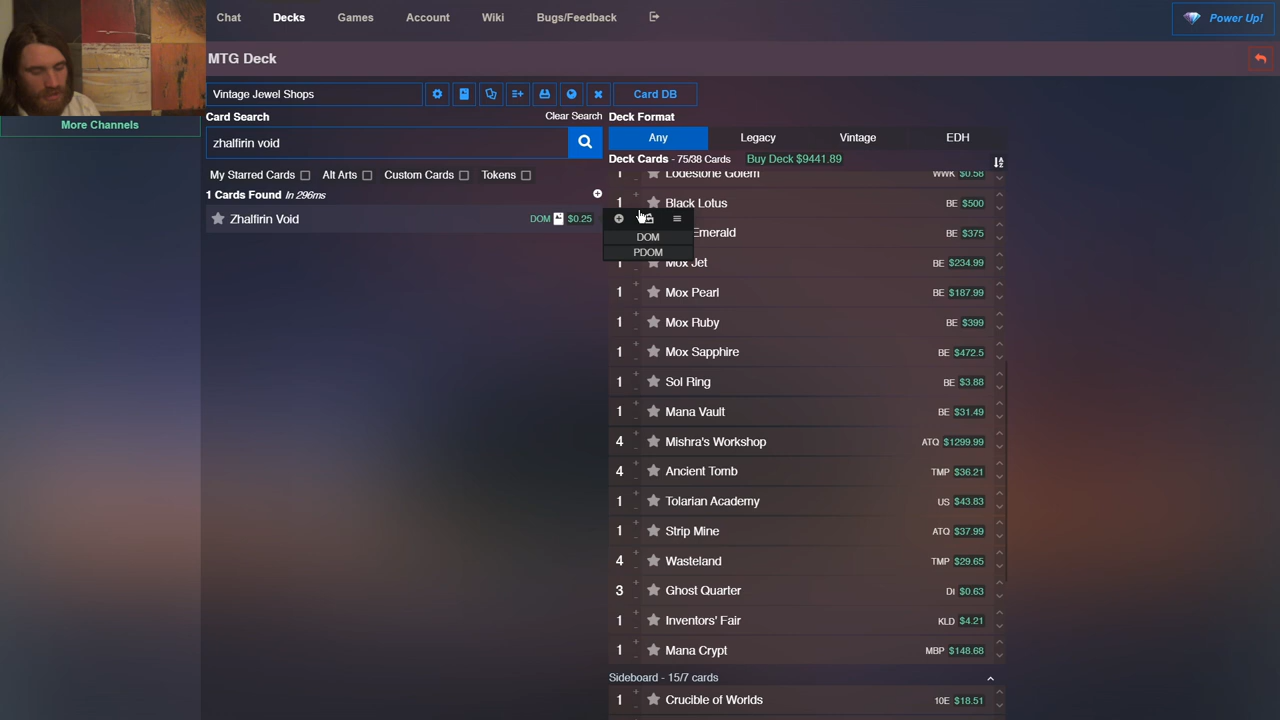 Chat Decks Games Account Wiki Bugs/Feedback Power Up!
MTG Deck
More Channels
Vintage Jewel Shops Card DB
Card Search Clear Search Deck Format
zhalfirin void Any Legacy Vintage EDH
Deck Cards - 75/38 Cards Buy Deck $9441.89
My Starred Cards Alt Arts Custom Cards Tokens
1 Lodestone Golem WWK $0.58
1 Cards Found In 296ms
1 Black Lotus BE $500
Zhalfirin Void DOM $0.25
DOM
PDOM
Emerald BE $375
1 Mox Jet BE $234.99
1 Mox Pearl BE $187.99
1 Mox Ruby BE $399
1 Mox Sapphire BE $472.5
1 Sol Ring BE $3.88
1 Mana Vault BE $31.49
4 Mishra's Workshop ATQ $1299.99
4 Ancient Tomb TMP $36.21
1 Tolarian Academy US $43.83
1 Strip Mine ATQ $37.99
4 Wasteland TMP $29.65
3 Ghost Quarter DI $0.63
1 Inventors' Fair KLD $4.21
1 Mana Crypt MBP $148.68
Sideboard - 15/7 cards
1 Crucible of Worlds 10E $18.51